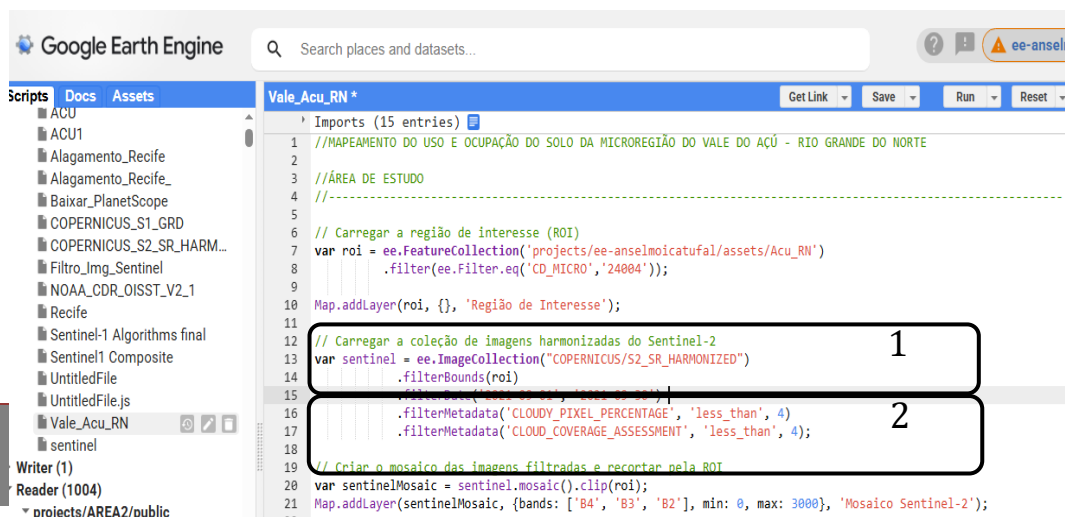 Google Earth Engine
Search places and datasets...
ee-ansel
Scripts Docs Assets
ACU
ACU1
Alagamento_Recife
Alagamento_Recife_
Baixar_PlanetScope
COPERNICUS_S1_GRD
COPERNICUS_S2_SR_HARM...
Filtro_Img_Sentinel
NOAA_CDR_OISST_V2_1
Recife
Sentinel-1 Algorithms final
Sentinel1 Composite
UntitledFile
UntitledFile.js
Vale_Acu_RN
sentinel
Writer (1)
Reader (1004)
projects/AREA2/public
Vale_Acu_RN *
Get Link Save Run Reset
Imports (15 entries)
1 //MAPEAMENTO DO USO E OCUPAÇÃO DO SOLO DA MICROREGIÃO DO VALE DO AÇÚ - RIO GRANDE DO NORTE
2
3 //ÁREA DE ESTUDO
4 //----------------------------------------------------------------------------------------------------------
5
6 // Carregar a região de interesse (ROI)
7 var roi = ee.FeatureCollection('projects/ee-anselmoicatufal/assets/Acu_RN')
8 .filter(ee.Filter.eq('CD_MICRO','24004'));
9
10 Map.addLayer(roi, {}, 'Região de Interesse');
11
12 // Carregar a coleção de imagens harmonizadas do Sentinel-2
13 var sentinel = ee.ImageCollection("COPERNICUS/S2_SR_HARMONIZED")
1
14 .filterBounds(roi)
15
16 .filterMetadata('CLOUDY_PIXEL_PERCENTAGE', 'less_than', 4)
2
17 .filterMetadata('CLOUD_COVERAGE_ASSESSMENT', 'less_than', 4);
18
19 // Criar o mosaico das imagens filtradas e recortar pela ROI
20 var sentinelMosaic = sentinel.mosaic().clip(roi);
21 Map.addLayer(sentinelMosaic, {bands: ['B4', 'B3', 'B2'], min: 0, max: 3000}, 'Mosaico Sentinel-2');